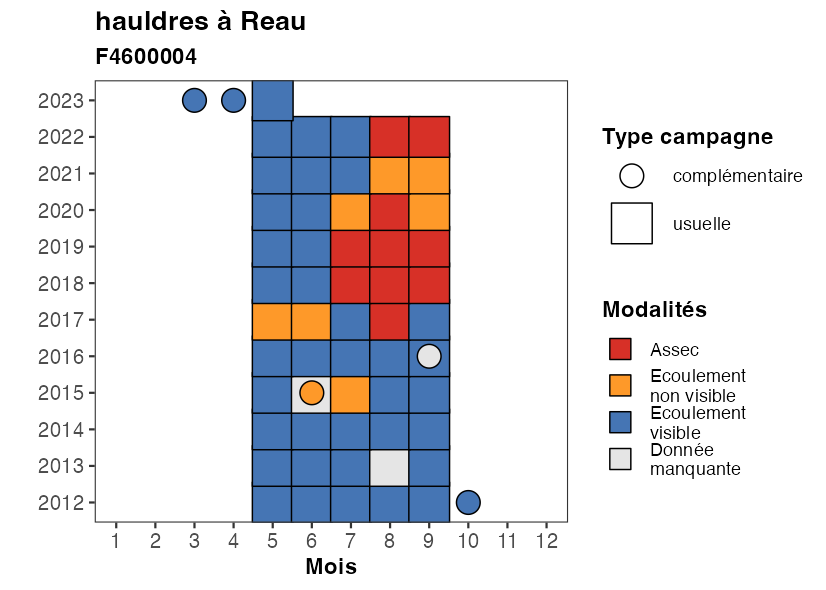 hauldres à Reau
F4600004
2023
2022
2021
2020
2019
2018
2017
2016
2015
2014
2013
2012
1 2 3 4 5 6 7 8 9 10 11 12
Mois
Type campagne
complémentaire
usuelle
Modalités
Assec
Ecoulement
non visible
Ecoulement
visible
Donnée
manquante